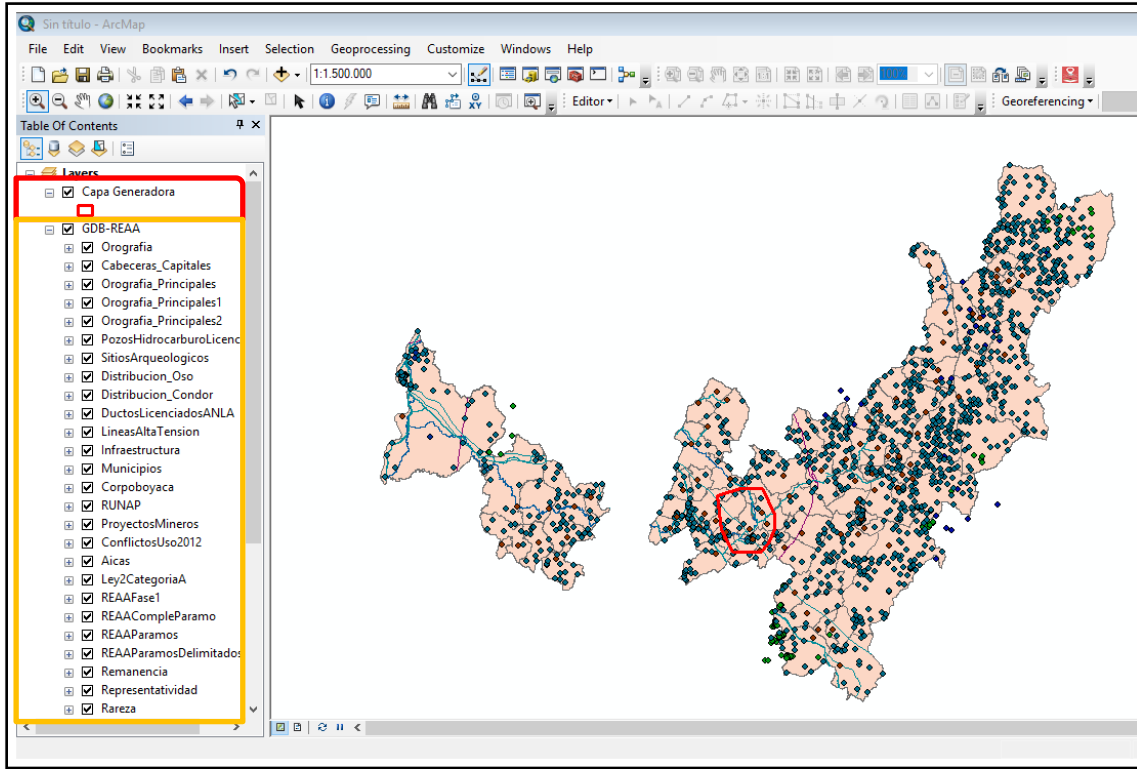 Sin título - ArcMap
File Edit View Bookmarks Insert Selection Geoprocessing Customize Windows Help
1:1.500.000
100%
Editor
Georeferencing
Table Of Contents
Layers
Capa Generadora
GDB-REAA
Orografia
Cabeceras_Capitales
Orografia_Principales
Orografia_Principales1
Orografia_Principales2
PozosHidrocarburoLicenc
SitiosArqueologicos
Distribucion_Oso
Distribucion_Condor
DuctosLicenciadosANLA
LineasAltaTension
Infraestructura
Municipios
Corpoboyaca
RUNAP
ProyectosMineros
ConflictosUso2012
Aicas
Ley2CategoriaA
REAAFase1
REAACompleParamo
REAAParamos
REAAParamosDelimitados
Remanencia
Representatividad
Rareza